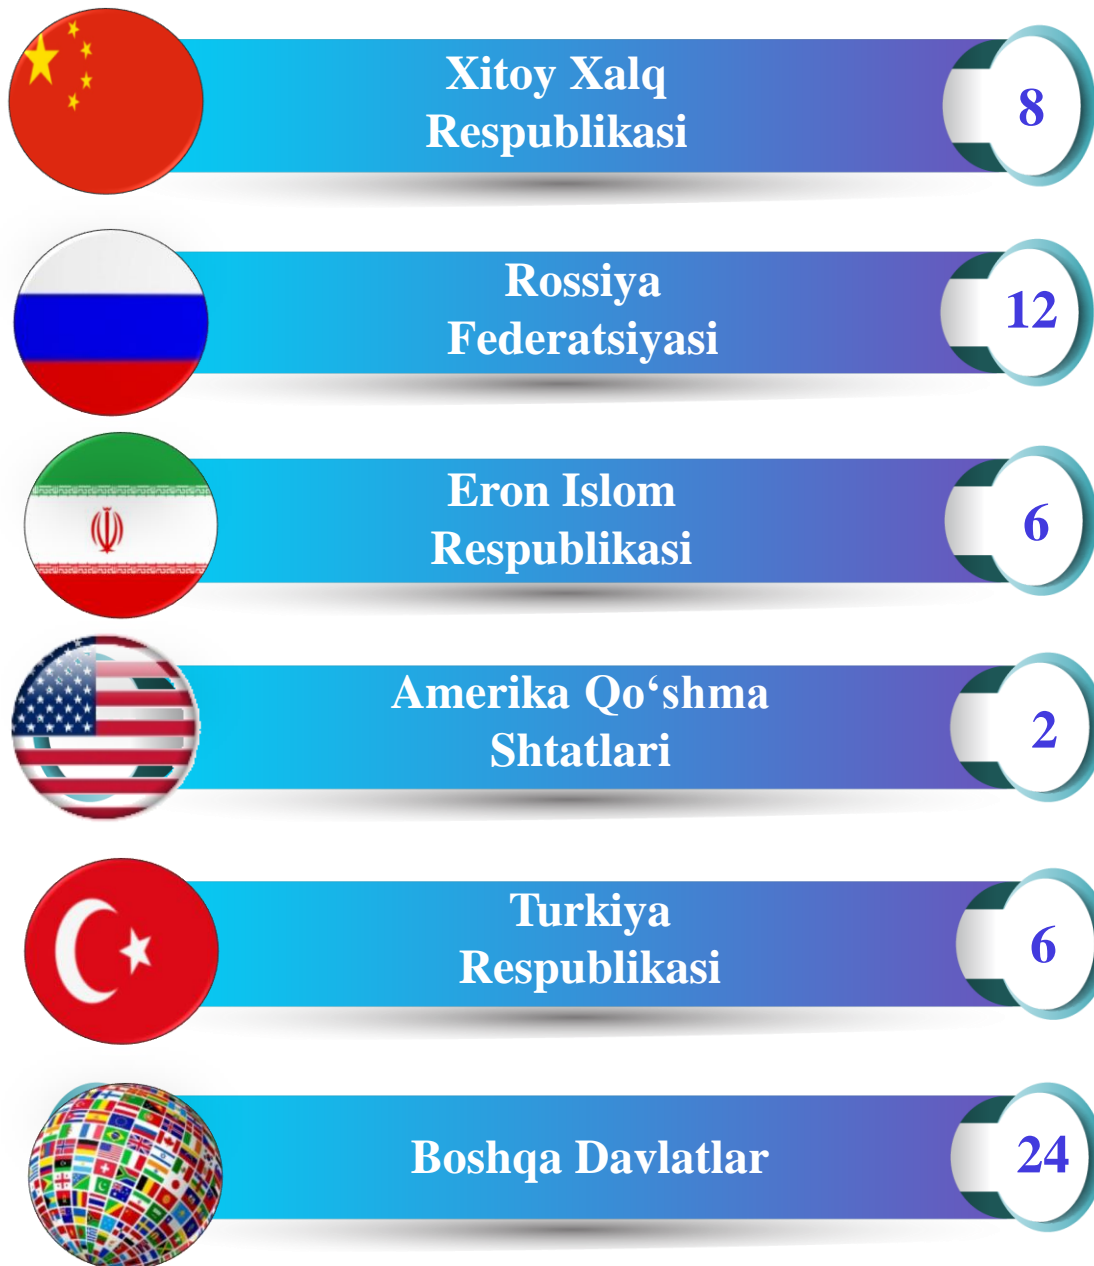 Xitoy Xalq
Respublikasi
8
Rossiya
Federatsiyasi
12
Eron Islom
Respublikasi
6
Amerika Qo‘shma
Shtatlari
2
Turkiya
Respublikasi
6
Boshqa Davlatlar
24